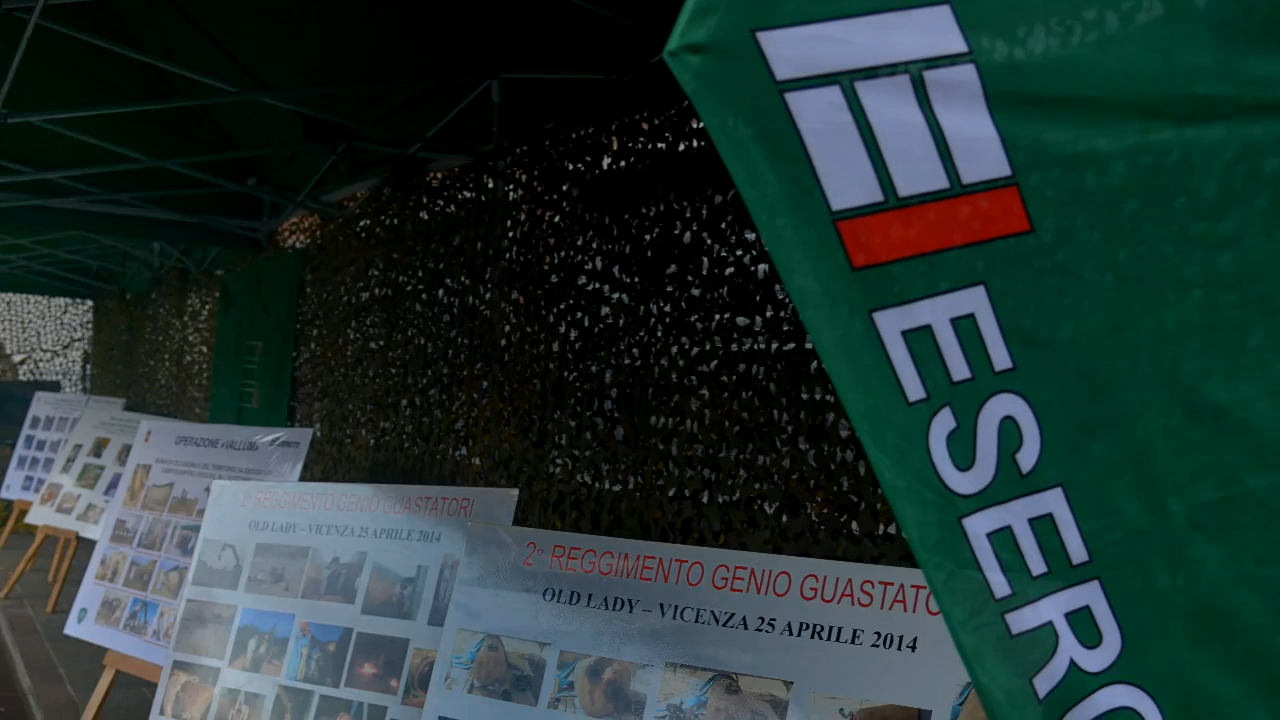 ESERC
OPERAZIONE «VALLUM»
2° REGGIMENTO GENIO GUASTATORI
OLD LADY – VICENZA 25 APRILE 2014
2° REGGIMENTO GENIO GUASTATO
OLD LADY – VICENZA 25 APRILE 2014